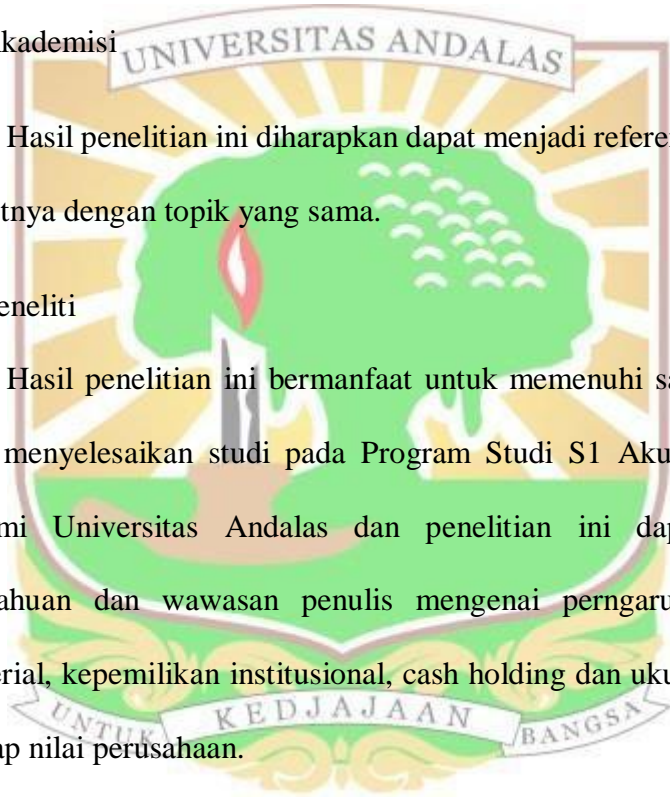 kademisi
UNIVERSITAS ANDALAS
Hasil penelitian ini diharapkan dapat menjadi refere
tnya dengan topik yang sama.
eneliti
Hasil penelitian ini bermanfaat untuk memenuhi sa
menyelesaikan studi pada Program Studi S1 Aku
mi Universitas Andalas dan penelitian ini dap
ahuan dan wawasan penulis mengenai perngaru
erial, kepemilikan institusional, cash holding dan uku
ap nilai perusahaan.
UNTUK KEDJAJAAN BANGSA